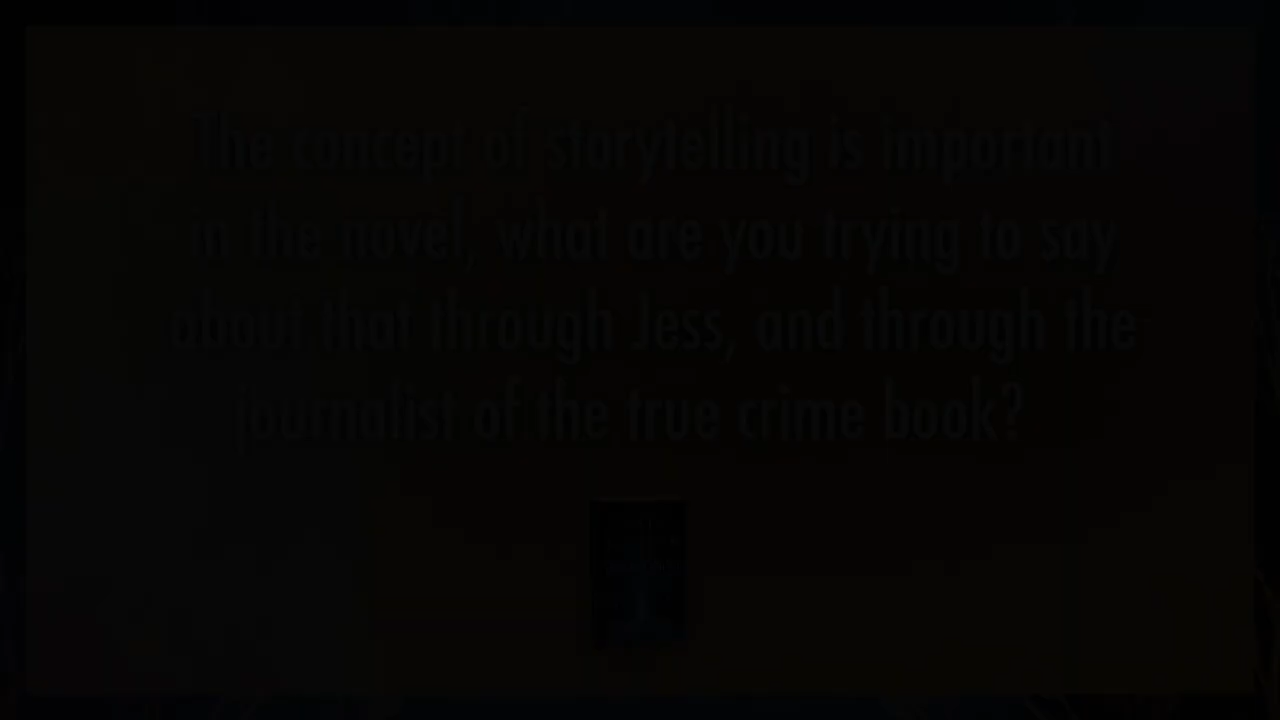 The concept of storytelling is important
in the novel, what are you trying to say
about that through Jess, and through the
journalist of the true crime book?